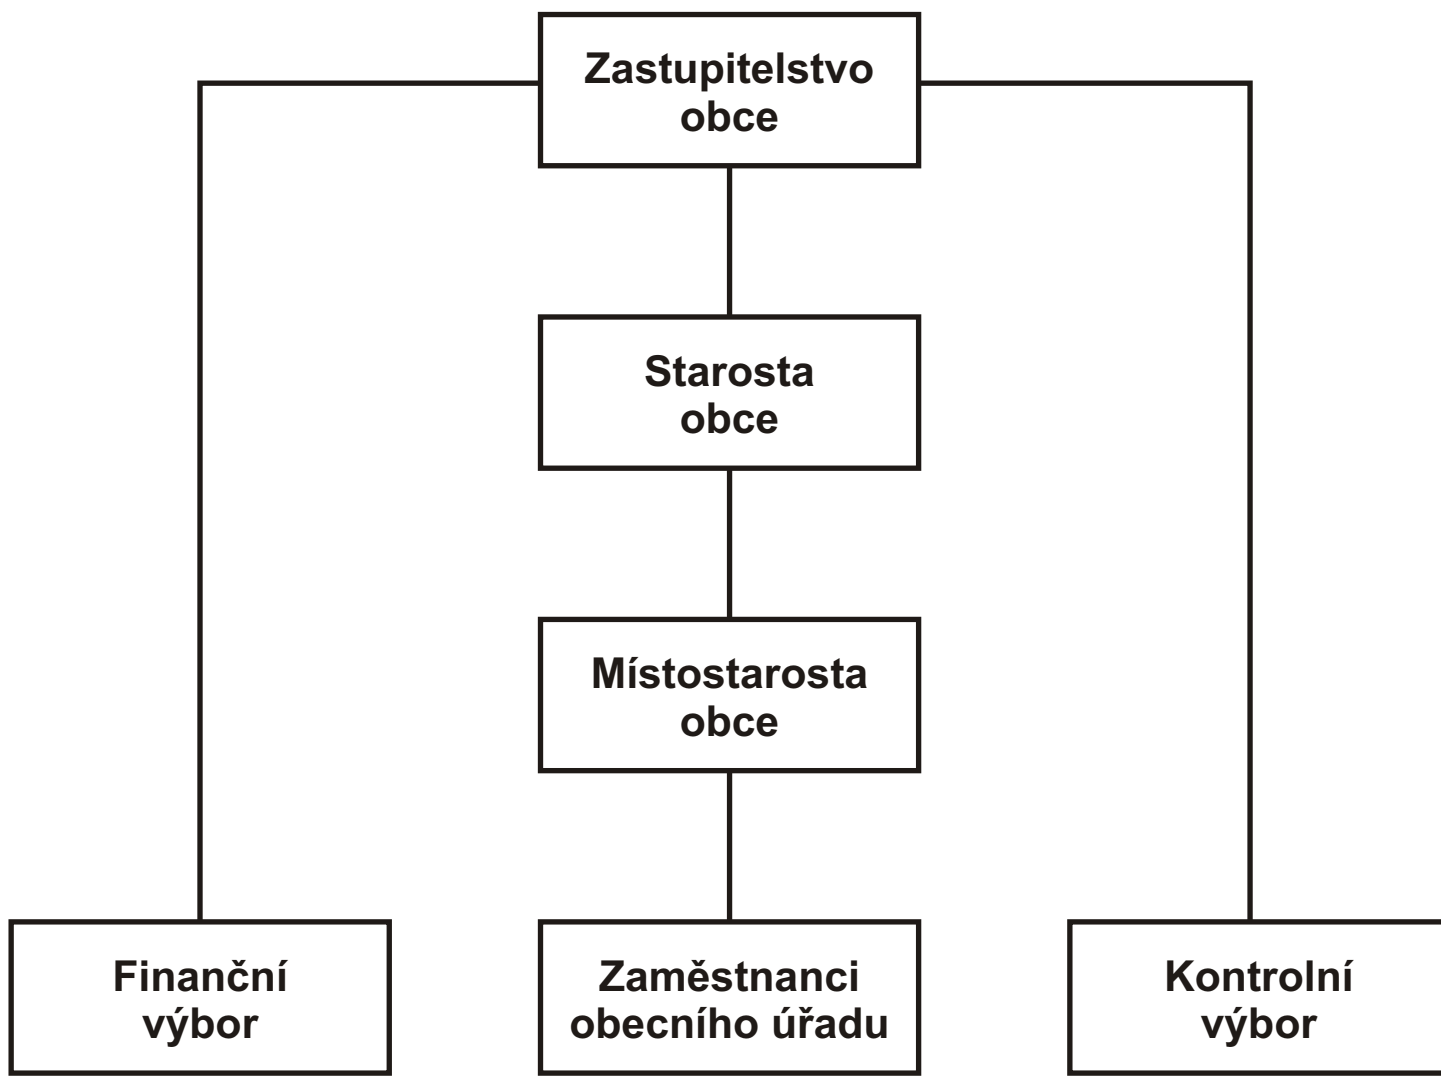 Zastupitelstvo
obce
Starosta
obce
Místostarosta
obce
Finanční
výbor
Zaměstnanci
obecního úřadu
Kontrolní
výbor